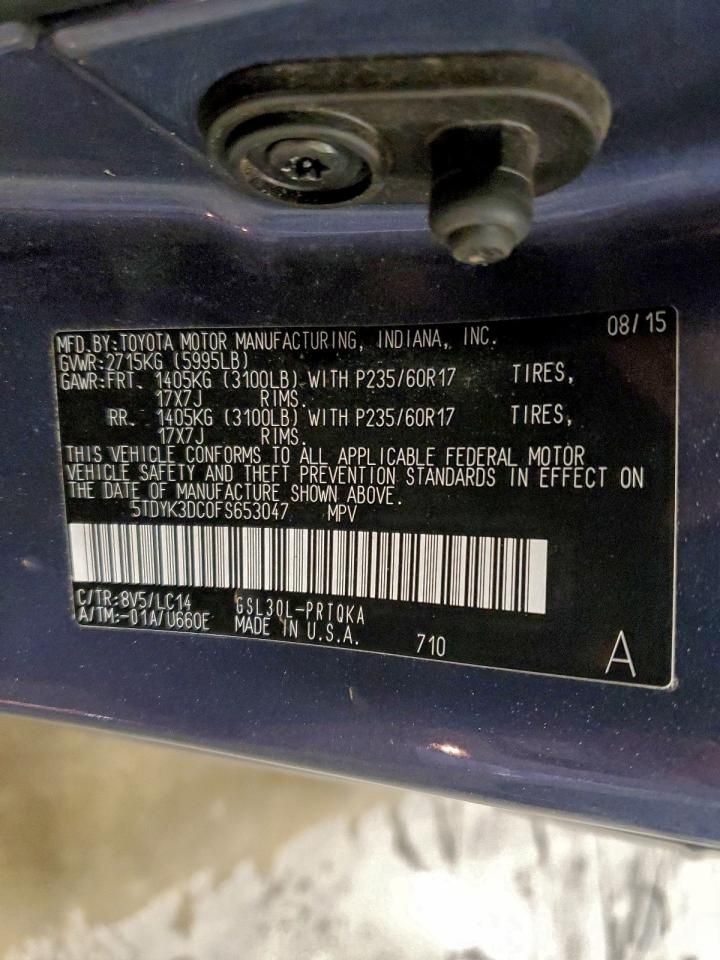 MFD.BY:TOYOTA MOTOR MANUFACTURING, INDIANA, INC. 08/15
GVWR:2715KG (5995LB)
GAWR:FRT. 1405KG (3100LB) WITH P235/60R17 TIRES,
17X7J RIMS.
RR. 1405KG (3100LB) WITH P235/60R17 TIRES,
17X7J RIMS.
THIS VEHICLE CONFORMS TO ALL APPLICABLE FEDERAL MOTOR
VEHICLE SAFETY AND THEFT PREVENTION STANDARDS IN EFFECT ON
THE DATE OF MANUFACTURE SHOWN ABOVE.
5TDYK3DC0FS653047 MPV
C/TR:8V5/LC14 GSL30L-PRTQKA
A/TM:-01A/U660E MADE IN U.S.A. 710 A